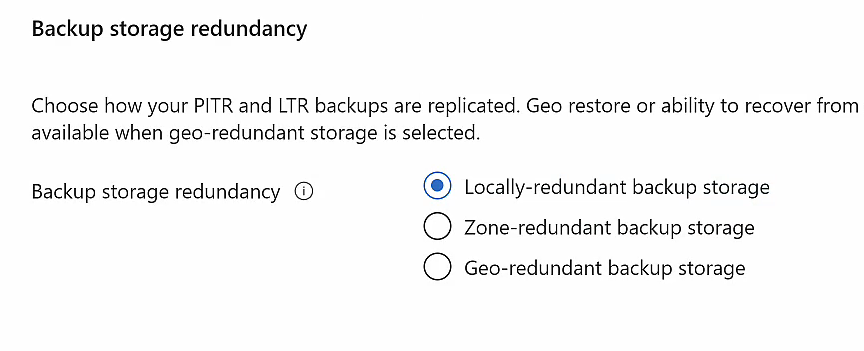 Backup storage redundancy
Choose how your PITR and LTR backups are replicated. Geo restore or ability to recover from
available when geo-redundant storage is selected.
Backup storage redundancy
Locally-redundant backup storage
Zone-redundant backup storage
Geo-redundant backup storage